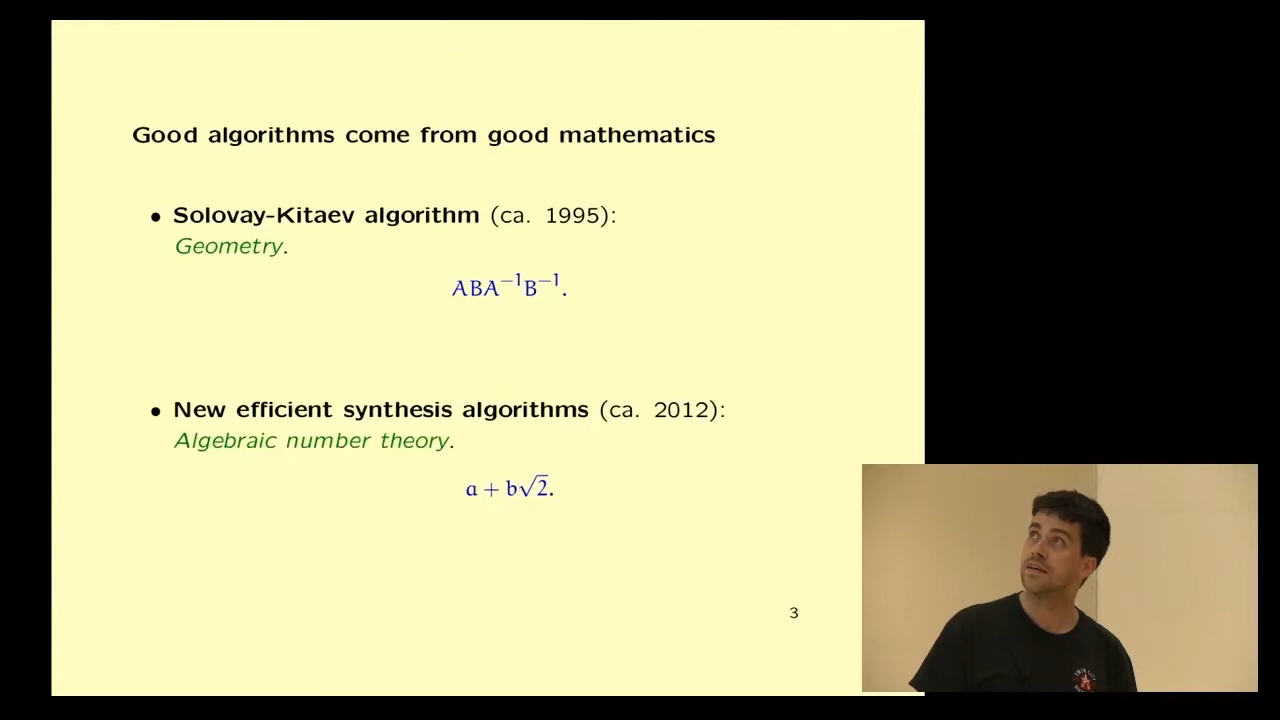 Good algorithms come from good mathematics
• Solovay-Kitaev algorithm (ca. 1995):
Geometry.
ABA⁻¹B⁻¹.
• New efficient synthesis algorithms (ca. 2012):
Algebraic number theory.
a + b√2.
3